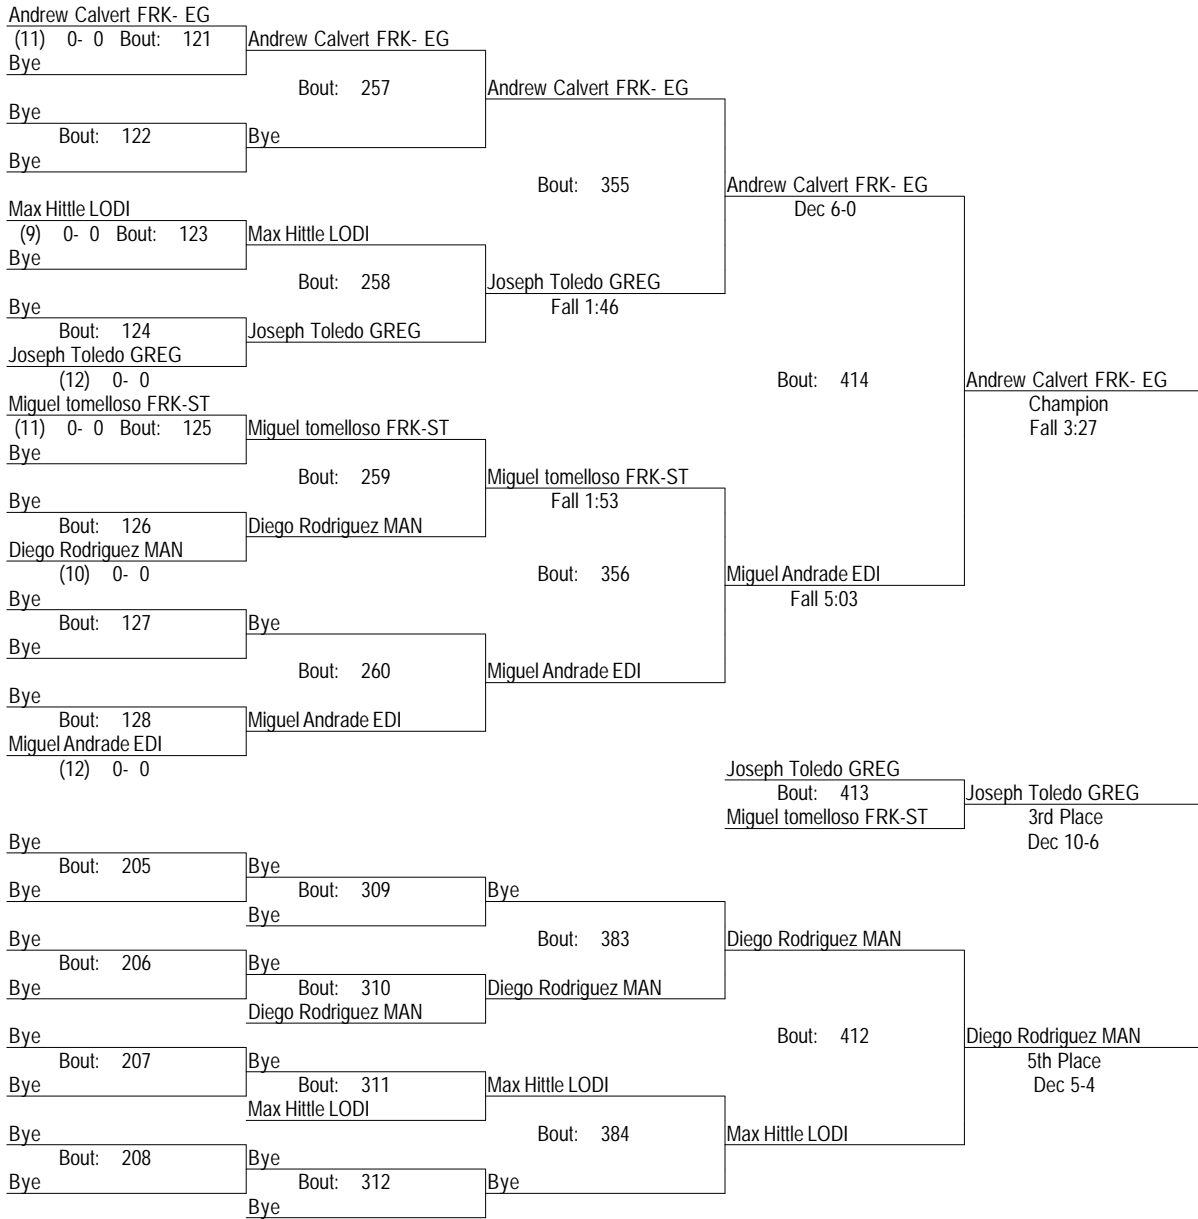 Andrew Calvert FRK- EG
(11) 0- 0 Bout: 121
Bye
Andrew Calvert FRK- EG
Bout: 257
Bye
Bout: 122
Bye
Bye
Andrew Calvert FRK- EG
Bout: 355
Max Hittle LODI
(9) 0- 0 Bout: 123
Bye
Max Hittle LODI
Bout: 258
Bye
Bout: 124
Joseph Toledo GREG
(12) 0- 0
Joseph Toledo GREG
Joseph Toledo GREG
Fall 1:46
Andrew Calvert FRK- EG
Dec 6-0
Bout: 414
Miguel tomelloso FRK-ST
(11) 0- 0 Bout: 125
Bye
Miguel tomelloso FRK-ST
Bout: 259
Bye
Bout: 126
Diego Rodriguez MAN
(10) 0- 0
Diego Rodriguez MAN
Miguel tomelloso FRK-ST
Fall 1:53
Bout: 356
Bye
Bout: 127
Bye
Bye
Bout: 260
Bye
Bout: 128
Miguel Andrade EDI
(12) 0- 0
Miguel Andrade EDI
Miguel Andrade EDI
Miguel Andrade EDI
Fall 5:03
Andrew Calvert FRK- EG
Champion
Fall 3:27
Joseph Toledo GREG
Bout: 413
Miguel tomelloso FRK-ST
Joseph Toledo GREG
3rd Place
Dec 10-6
Bye
Bout: 205
Bye
Bye
Bout: 309
Bye
Bye
Bout: 383
Bye
Bout: 206
Bye
Bye
Bout: 310
Diego Rodriguez MAN
Diego Rodriguez MAN
Diego Rodriguez MAN
Bout: 412
Bye
Bout: 207
Bye
Bye
Bout: 311
Max Hittle LODI
Max Hittle LODI
Bout: 384
Bye
Bout: 208
Bye
Bye
Bout: 312
Bye
Bye
Max Hittle LODI
Diego Rodriguez MAN
5th Place
Dec 5-4